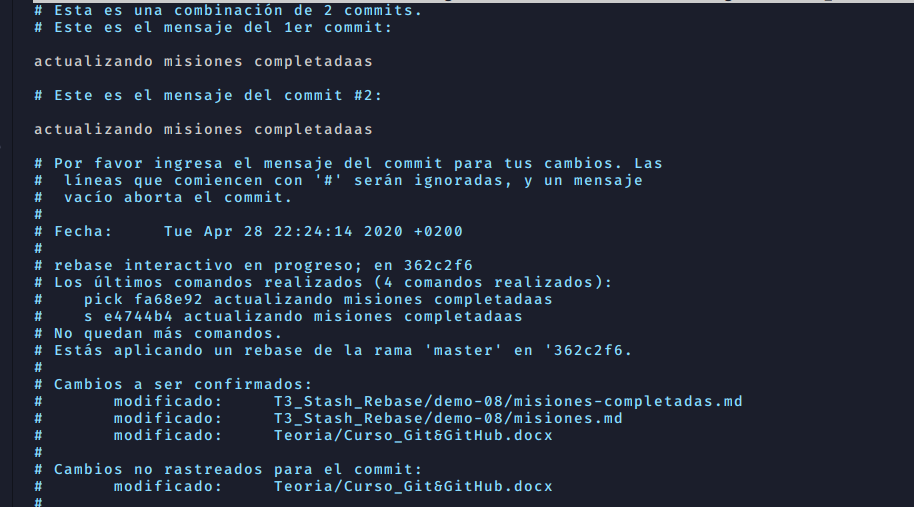 # Esta es una combinación de 2 commits.
# Este es el mensaje del 1er commit:
actualizando misiones completadaas
# Este es el mensaje del commit #2:
actualizando misiones completadaas
# Por favor ingresa el mensaje del commit para tus cambios. Las
#  líneas que comiencen con '#' serán ignoradas, y un mensaje
#  vacío aborta el commit.
#
# Fecha:     Tue Apr 28 22:24:14 2020 +0200
#
# rebase interactivo en progreso; en 362c2f6
# Los últimos comandos realizados (4 comandos realizados):
#    pick fa68e92 actualizando misiones completadaas
#    s e4744b4 actualizando misiones completadaas
# No quedan más comandos.
# Estás aplicando un rebase de la rama 'master' en '362c2f6.
#
# Cambios a ser confirmados:
#       modificado:     T3_Stash_Rebase/demo-08/misiones-completadas.md
#       modificado:     T3_Stash_Rebase/demo-08/misiones.md
#       modificado:     Teoria/Curso_Git&GitHub.docx
#
# Cambios no rastreados para el commit:
#       modificado:     Teoria/Curso_Git&GitHub.docx
#